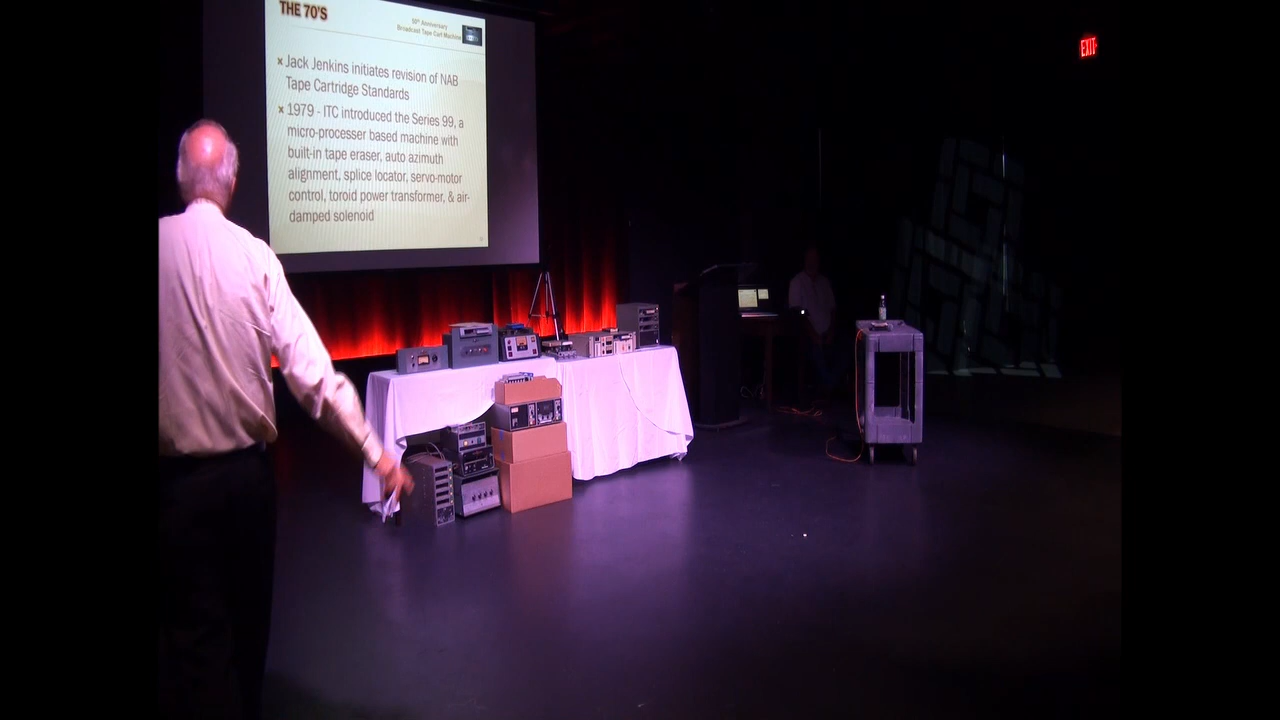 THE 70'S
50th Anniversary
Broadcast Tape Cart Machine
× Jack Jenkins initiates revision of NAB
Tape Cartridge Standards
× 1979 - ITC introduced the Series 99, a
micro-processer based machine with
built-in tape eraser, auto azimuth
alignment, splice locator, servo-motor
control, toroid power transformer, & air-
damped solenoid
EXIT